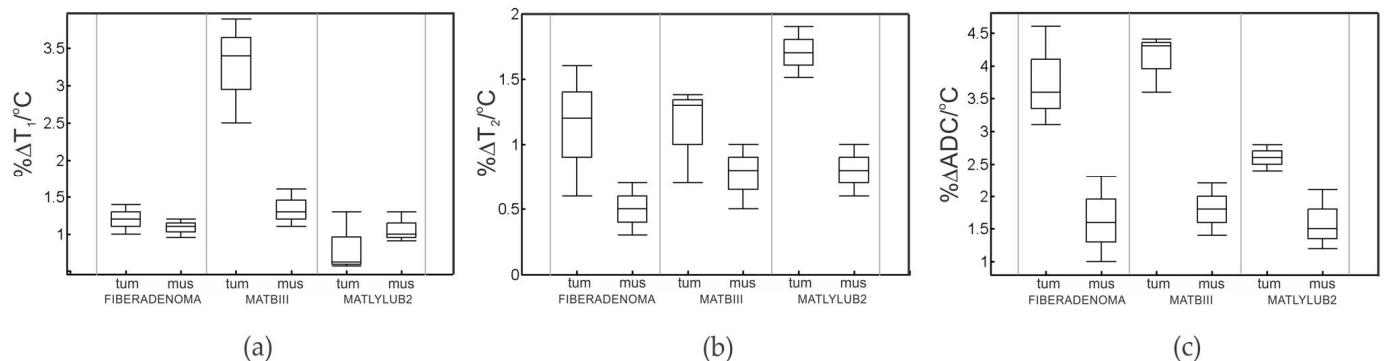 %ΔT₁/ºC
3.5
3
2.5
2
1.5
1
tum mus tum mus tum mus
FIBERADENOMA MATBIII MATLYLUB2
(a)
%ΔT₂/ºC
2
1.5
1
0.5
0
tum mus tum mus tum mus
FIBERADENOMA MATBIII MATLYLUB2
(b)
%ΔADC/ºC
4.5
4
3.5
3
2.5
2
1.5
1
tum mus tum mus tum mus
FIBERADENOMA MATBIII MATLYLUB2
(c)